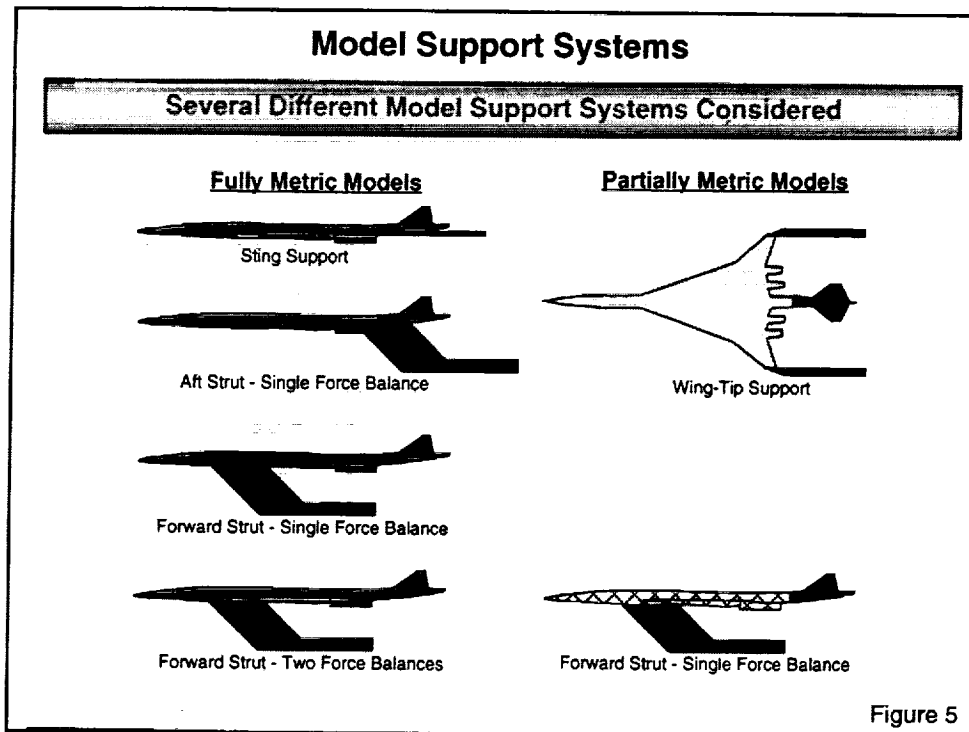 Model Support Systems
Several Different Model Support Systems Considered
Fully Metric Models
Sting Support
Aft Strut - Single Force Balance
Forward Strut - Single Force Balance
Forward Strut - Two Force Balances
Partially Metric Models
Wing-Tip Support
Forward Strut - Single Force Balance
Figure 5